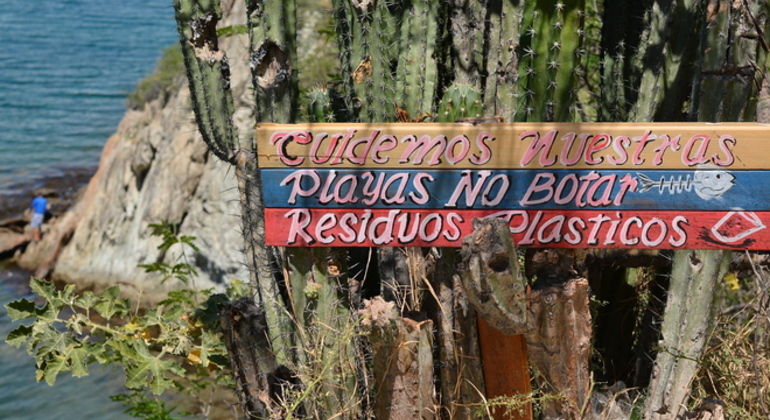 Cuidemos Nuestras
Playas No Botar
Residuos Plasticos